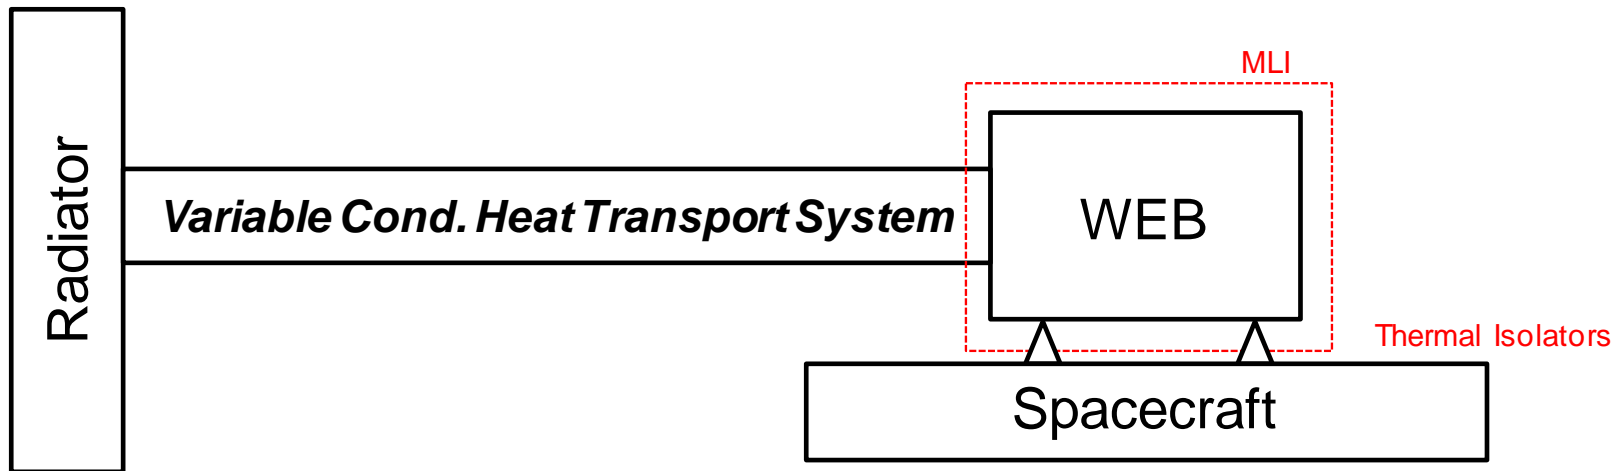 MLI
Radiator
Variable Cond. Heat Transport System
WEB
Thermal Isolators
Spacecraft